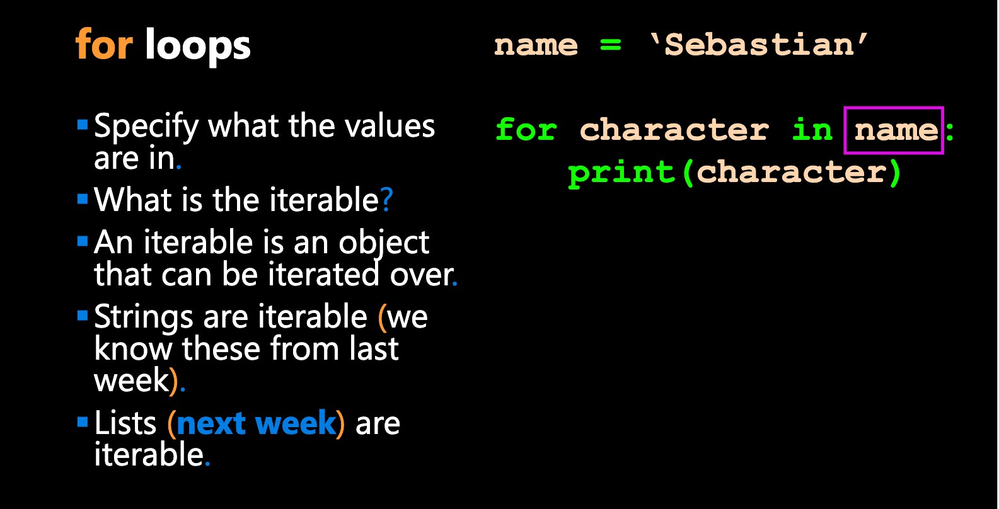 for loops
Specify what the values
are in.
What is the iterable?
An iterable is an object
that can be iterated over.
Strings are iterable (we
know these from last
week).
Lists (next week) are
iterable.
name = ‘Sebastian’
for character in name:
print(character)